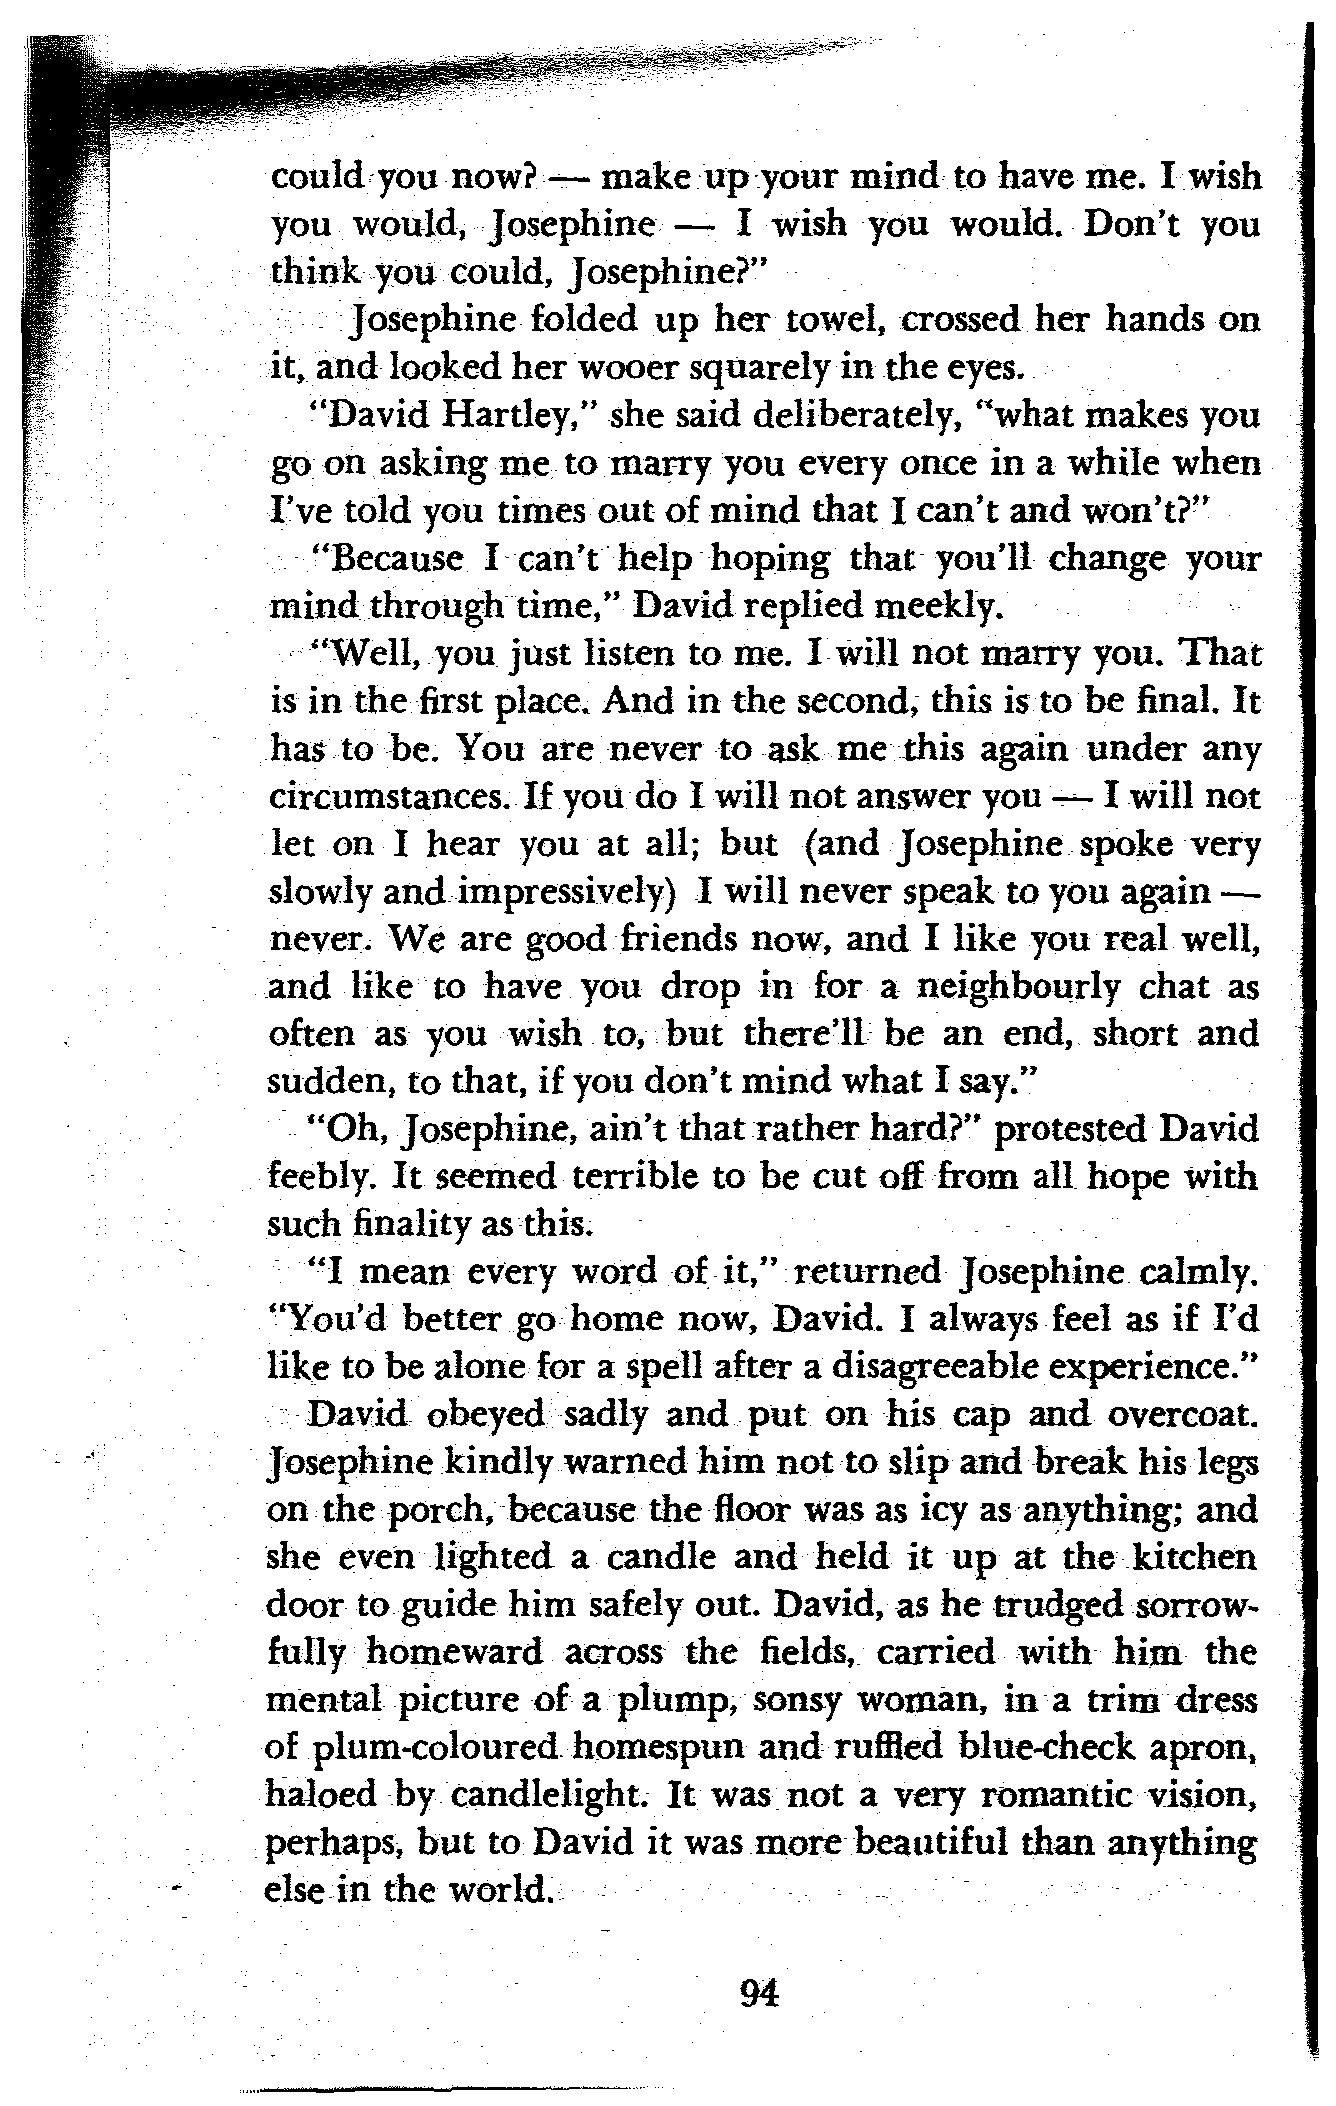 could you now? — make up your mind to have me. I wish
you would, Josephine — I wish you would. Don't you
think you could, Josephine?”
Josephine folded up her towel, crossed her hands on
it, and looked her wooer squarely in the eyes.
“David Hartley,” she said deliberately, “what makes you
go on asking me to marry you every once in a while when
I've told you times out of mind that I can't and won't?”
“Because I can't help hoping that you'll change your
mind through time,” David replied meekly.
“Well, you just listen to me. I will not marry you. That
is in the first place. And in the second, this is to be final. It
has to be. You are never to ask me this again under any
circumstances. If you do I will not answer you — I will not
let on I hear you at all; but (and Josephine spoke very
slowly and impressively) I will never speak to you again —
never. We are good friends now, and I like you real well,
and like to have you drop in for a neighbourly chat as
often as you wish to, but there'll be an end, short and
sudden, to that, if you don't mind what I say.”
“Oh, Josephine, ain't that rather hard?” protested David
feebly. It seemed terrible to be cut off from all hope with
such finality as this.
“I mean every word of it,” returned Josephine calmly.
“You'd better go home now, David. I always feel as if I'd
like to be alone for a spell after a disagreeable experience.”
David obeyed sadly and put on his cap and overcoat.
Josephine kindly warned him not to slip and break his legs
on the porch, because the floor was as icy as anything; and
she even lighted a candle and held it up at the kitchen
door to guide him safely out. David, as he trudged sorrow-
fully homeward across the fields, carried with him the
mental picture of a plump, sonsy woman, in a trim dress
of plum-coloured homespun and ruffled blue-check apron,
haloed by candlelight. It was not a very romantic vision,
perhaps, but to David it was more beautiful than anything
else in the world.
94